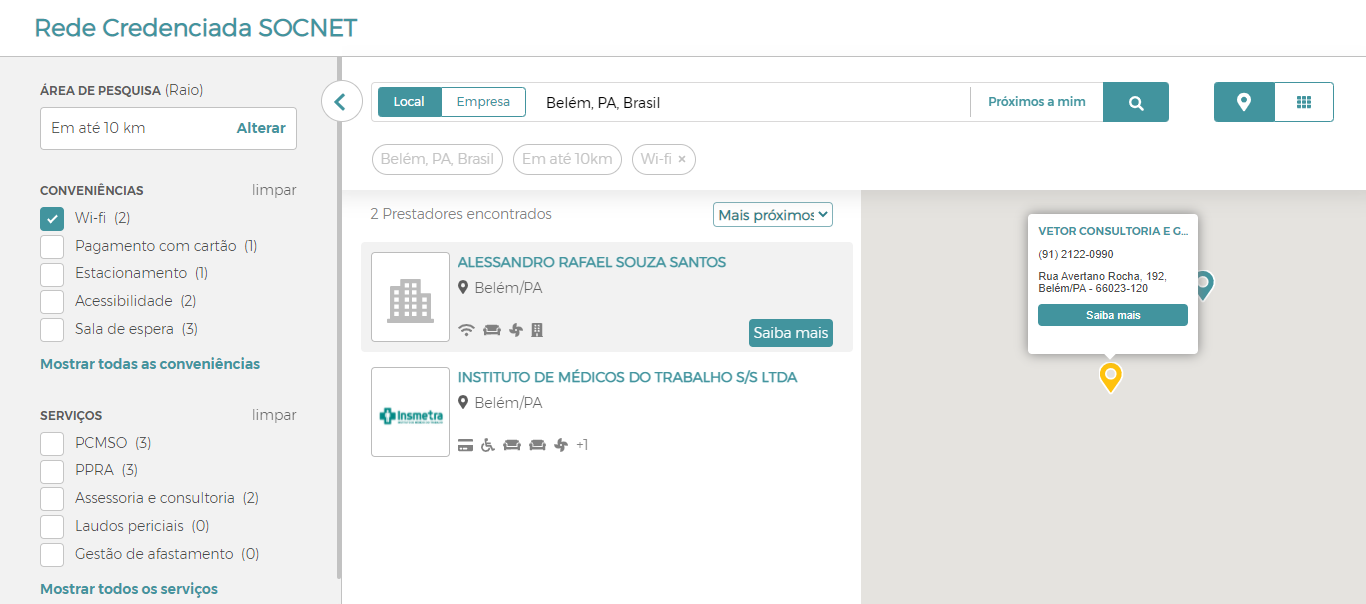 Rede Credenciada SOCNET
ÁREA DE PESQUISA (Raio)
Em até 10 km Alterar
CONVENIÊNCIAS limpar
Wi-fi (2)
Pagamento com cartão (1)
Estacionamento (1)
Acessibilidade (2)
Sala de espera (3)
Mostrar todas as conveniências
SERVIÇOS limpar
PCMSO (3)
PPRA (3)
Assessoria e consultoria (2)
Laudos periciais (0)
Gestão de afastamento (0)
Mostrar todos os serviços
Local Empresa Belém, PA, Brasil Próximos a mim
Belém, PA, Brasil Em até 10km Wi-fi ×
2 Prestadores encontrados Mais próximos
ALESSANDRO RAFAEL SOUZA SANTOS
Belém/PA
Saiba mais
INSTITUTO DE MÉDICOS DO TRABALHO S/S LTDA
Insmetra
Belém/PA
+1
VETOR CONSULTORIA E G...
(91) 2122-0990
Rua Avertano Rocha, 192,
Belém/PA - 66023-120
Saiba mais